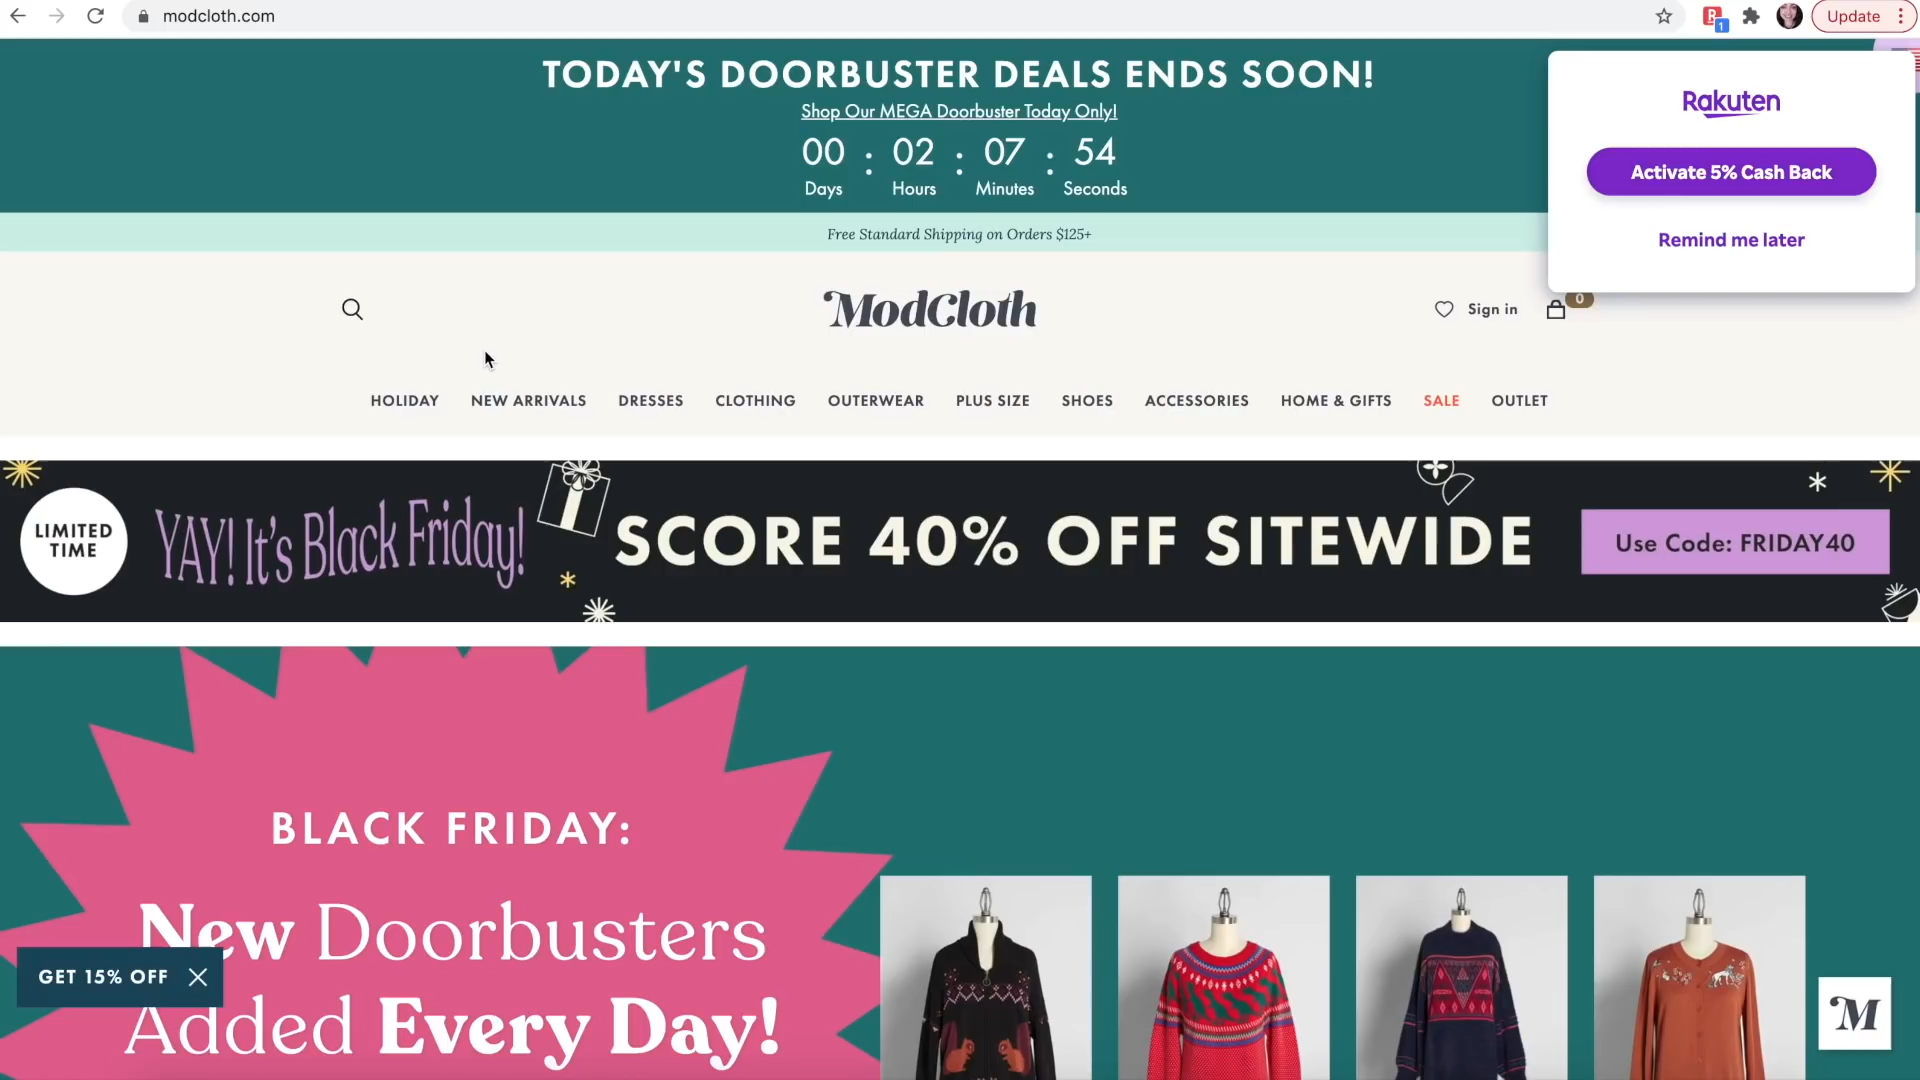 modcloth.com
1
Update
TODAY'S DOORBUSTER DEALS ENDS SOON!
Shop Our MEGA Doorbuster Today Only!
00 : 02 : 07 : 54
Days Hours Minutes Seconds
Rakuten
Activate 5% Cash Back
Remind me later
Free Standard Shipping on Orders $125+
ModCloth
Sign in
0
HOLIDAY NEW ARRIVALS DRESSES CLOTHING OUTERWEAR PLUS SIZE SHOES ACCESSORIES HOME & GIFTS SALE OUTLET
LIMITED
TIME
YAY! It's Black Friday!
SCORE 40% OFF SITEWIDE
Use Code: FRIDAY40
BLACK FRIDAY:
New Doorbusters
Added Every Day!
GET 15% OFF
M